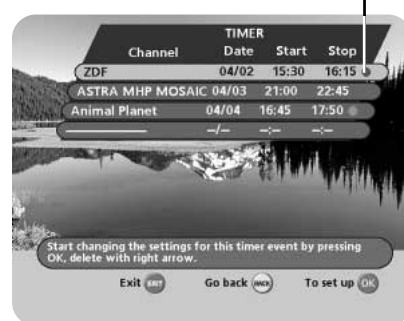 TIMER
Channel Date Start Stop
ZDF 04/02 15:30 16:15
ASTRA MHP MOSAIC 04/03 21:00 22:45
Animal Planet 04/04 16:45 17:50
--/-- --:-- --:--
Start changing the settings for this timer event by pressing
OK, delete with right arrow.
Exit EXIT Go back BACK To set up OK